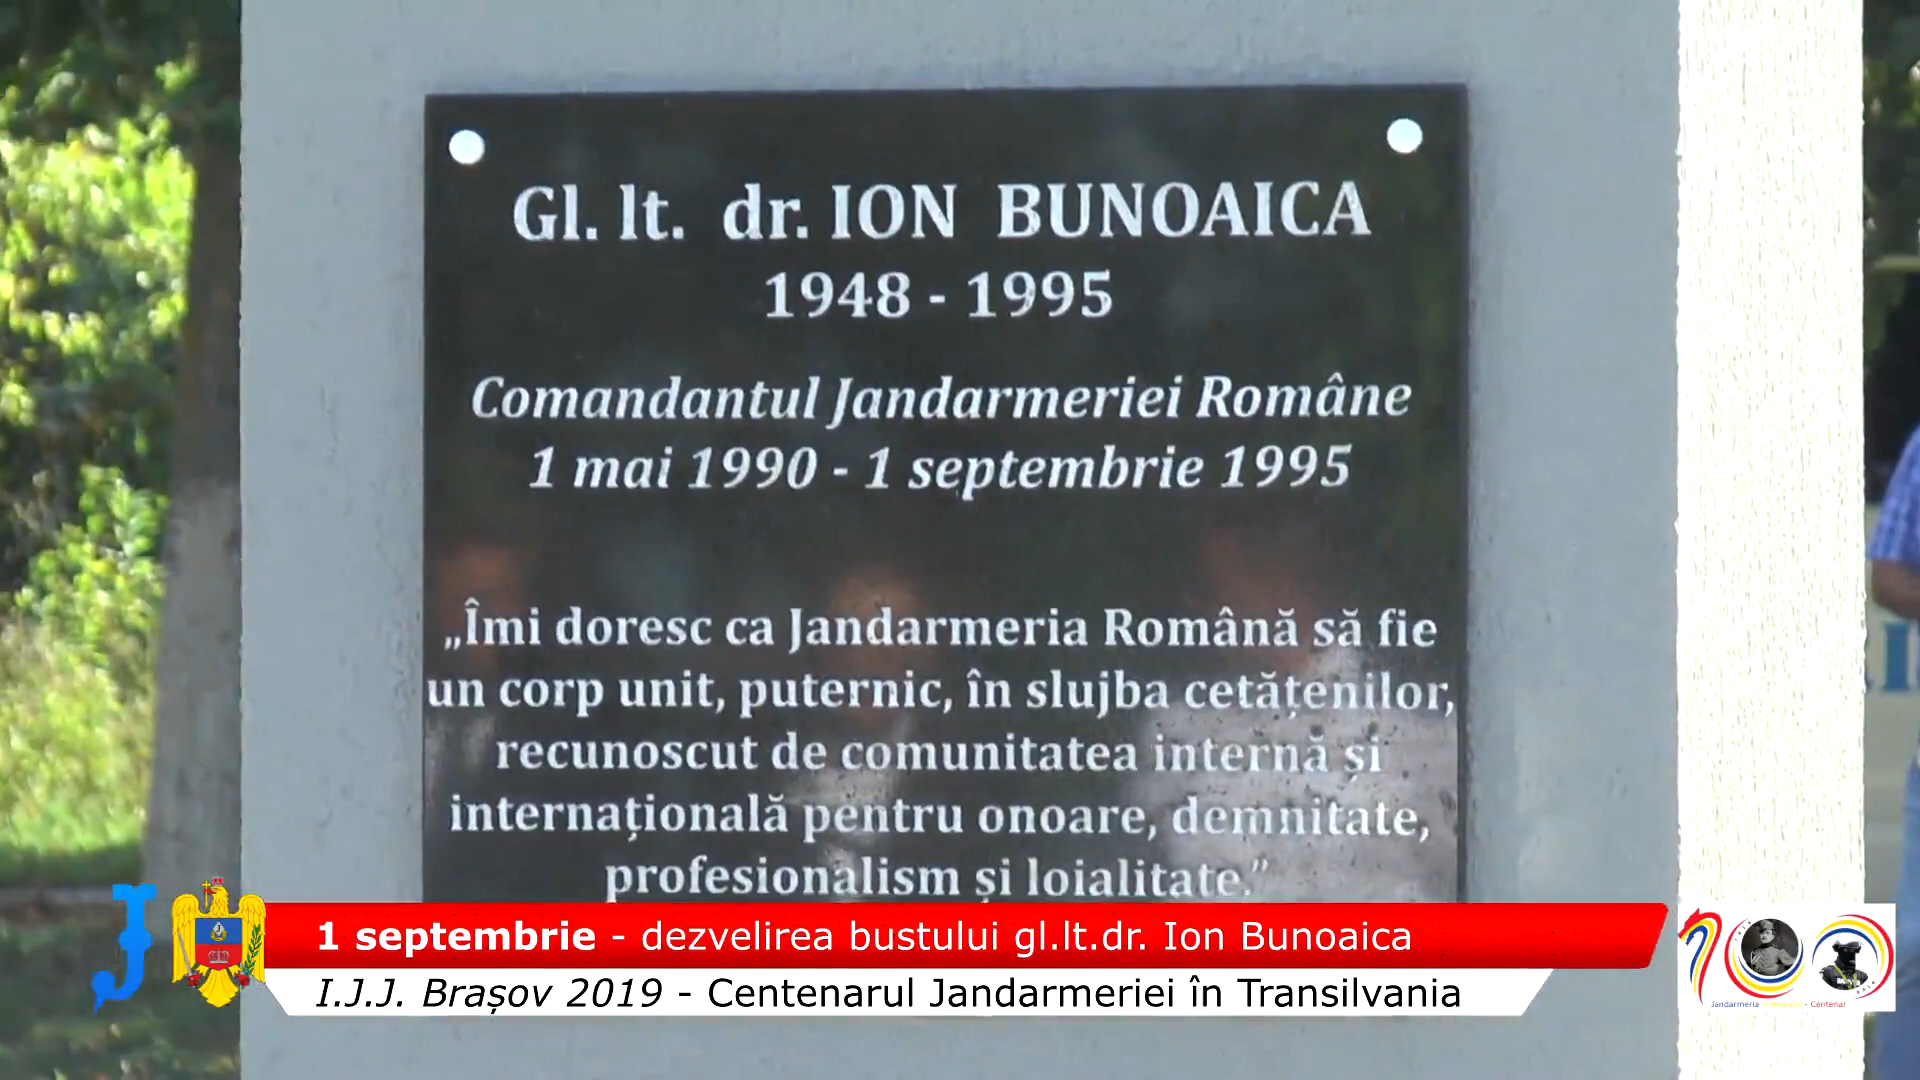 Gl. lt. dr. ION BUNOAICA
1948 - 1995
Comandantul Jandarmeriei Române
1 mai 1990 - 1 septembrie 1995
„Îmi doresc ca Jandarmeria Română să fie
un corp unit, puternic, în slujba cetățenilor,
recunoscut de comunitatea internă și
internațională pentru onoare, demnitate,
profesionalism și loialitate.”
1 septembrie - dezvelirea bustului gl.lt.dr. Ion Bunoaica
I.J.J. Brașov 2019 - Centenarul Jandarmeriei în Transilvania
J
100
Jandarmeria - Centenar